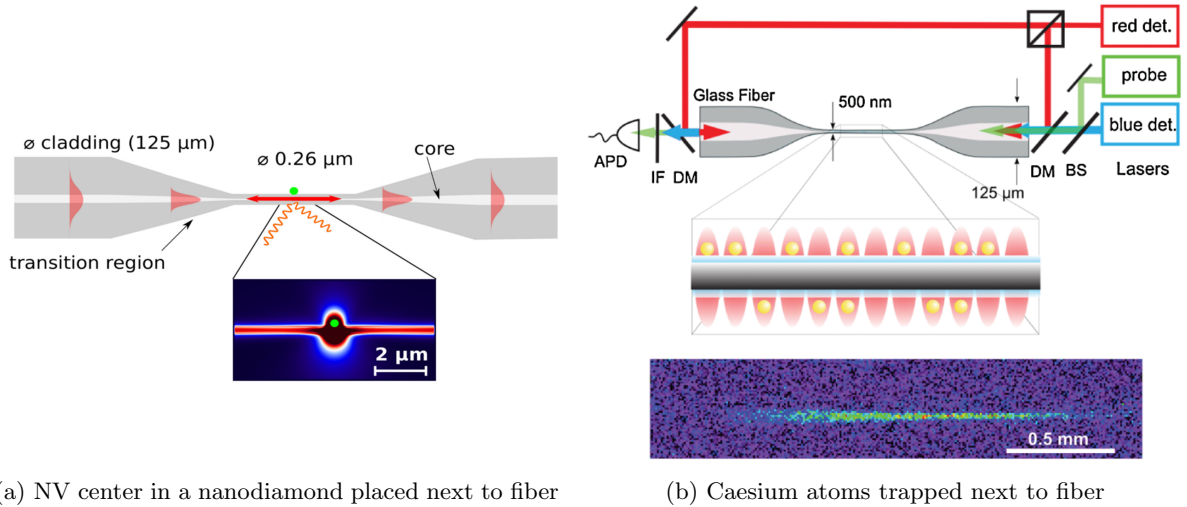 ⌀ cladding (125 µm)
⌀ 0.26 µm
core
transition region
2 µm
(a) NV center in a nanodiamond placed next to fiber
red det.
probe
blue det.
Lasers
Glass Fiber
500 nm
125 µm
APD
IF DM
DM BS
0.5 mm
(b) Caesium atoms trapped next to fiber